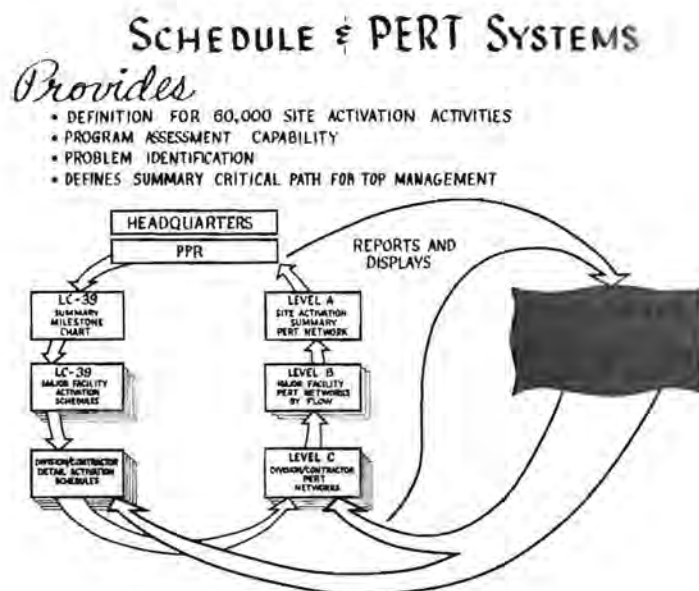 SCHEDULE & PERT SYSTEMS
Provides
• DEFINITION FOR 60,000 SITE ACTIVATION ACTIVITIES
• PROGRAM ASSESSMENT CAPABILITY
• PROBLEM IDENTIFICATION
• DEFINES SUMMARY CRITICAL PATH FOR TOP MANAGEMENT
HEADQUARTERS
PPR
REPORTS AND
DISPLAYS
LC-39
SUMMARY
MILESTONE
CHART
LEVEL A
SITE ACTIVATION
SUMMARY
PERT NETWORK
LC-39
MAJOR FACILITY
ACTIVATION
SCHEDULES
LEVEL B
MAJOR FACILITY
PERT NETWORKS
BY FLOW
DIVISION/CONTRACTOR
DETAIL ACTIVATION
SCHEDULES
LEVEL C
DIVISION/CONTRACTOR
PERT
NETWORKS